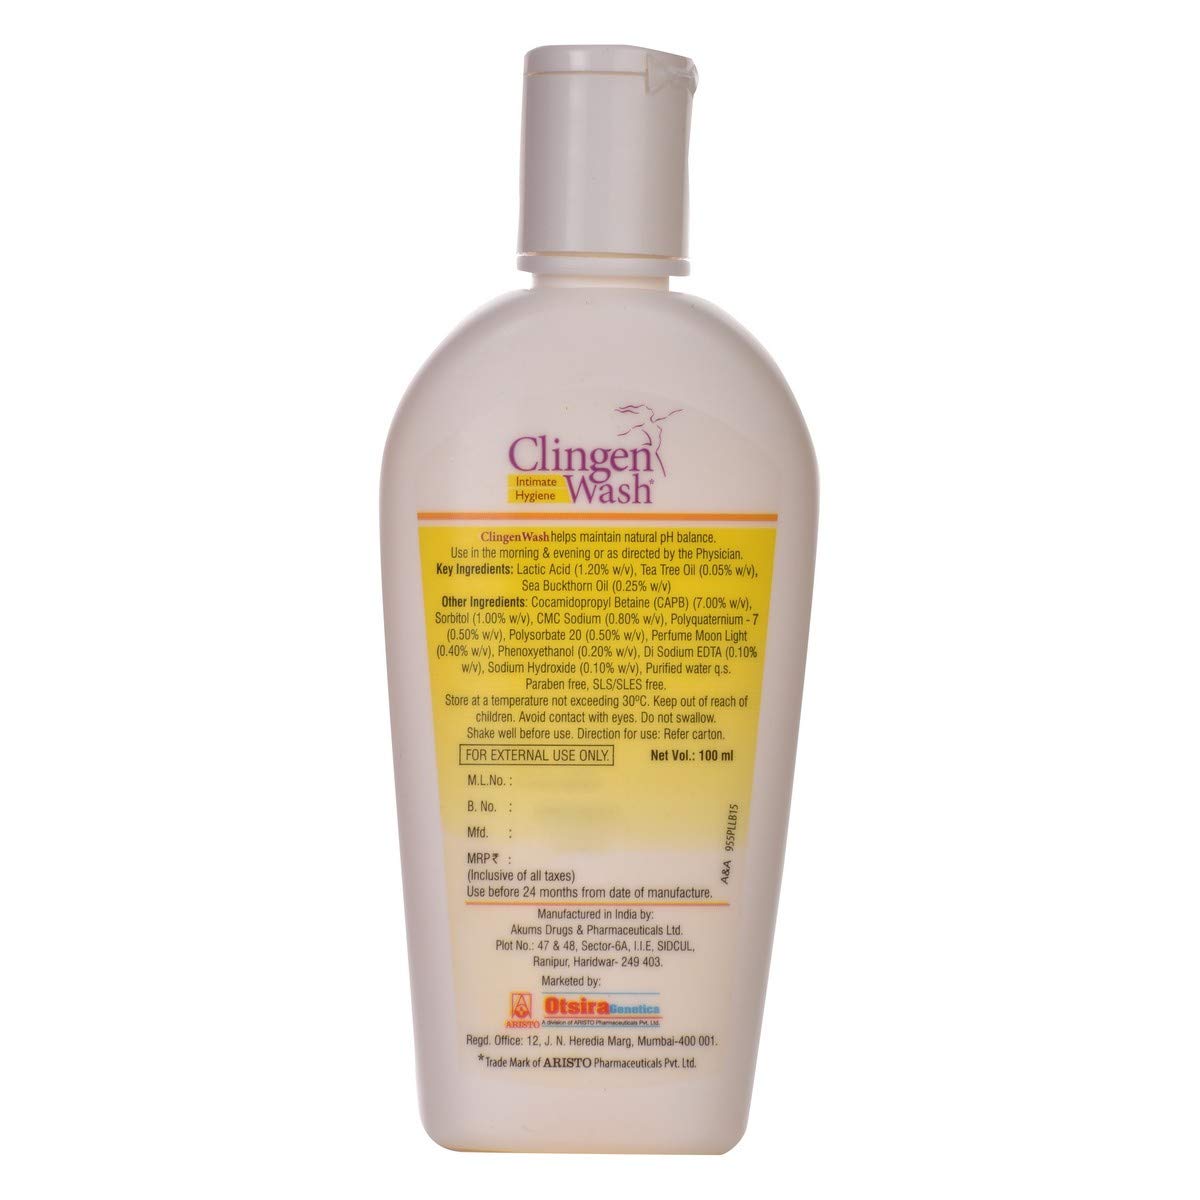 Clingen
Intimate
Hygiene
Wash*
Clingen Wash helps maintain natural pH balance.
Use in the morning & evening or as directed by the Physician.
Key Ingredients: Lactic Acid (1.20% w/v), Tea Tree Oil (0.05% w/v),
Sea Buckthorn Oil (0.25% w/v)
Other Ingredients: Cocamidopropyl Betaine (CAPB) (7.00% w/v),
Sorbitol (1.00% w/v), CMC Sodium (0.80% w/v), Polyquaternium - 7
(0.50% w/v), Polysorbate 20 (0.50% w/v), Perfume Moon Light
(0.40% w/v), Phenoxyethanol (0.20% w/v), Di Sodium EDTA (0.10%
w/v), Sodium Hydroxide (0.10% w/v), Purified water q.s.
Paraben free, SLS/SLES free.
Store at a temperature not exceeding 30ºC. Keep out of reach of
children. Avoid contact with eyes. Do not swallow.
Shake well before use. Direction for use: Refer carton.
FOR EXTERNAL USE ONLY. Net Vol.: 100 ml
M.L.No. :
B. No. :
Mfd. :
MRP₹ :
(Inclusive of all taxes)
Use before 24 months from date of manufacture.
A&A 955PLLB15
Manufactured in India by:
Akums Drugs & Pharmaceuticals Ltd.
Plot No.: 47 & 48, Sector-6A, I.I.E, SIDCUL,
Ranipur, Haridwar- 249 403.
Marketed by:
ARISTO
Otsira Genetics
A division of ARISTO Pharmaceuticals Pvt. Ltd.
Regd. Office: 12, J. N. Heredia Marg, Mumbai-400 001.
*Trade Mark of ARISTO Pharmaceuticals Pvt. Ltd.